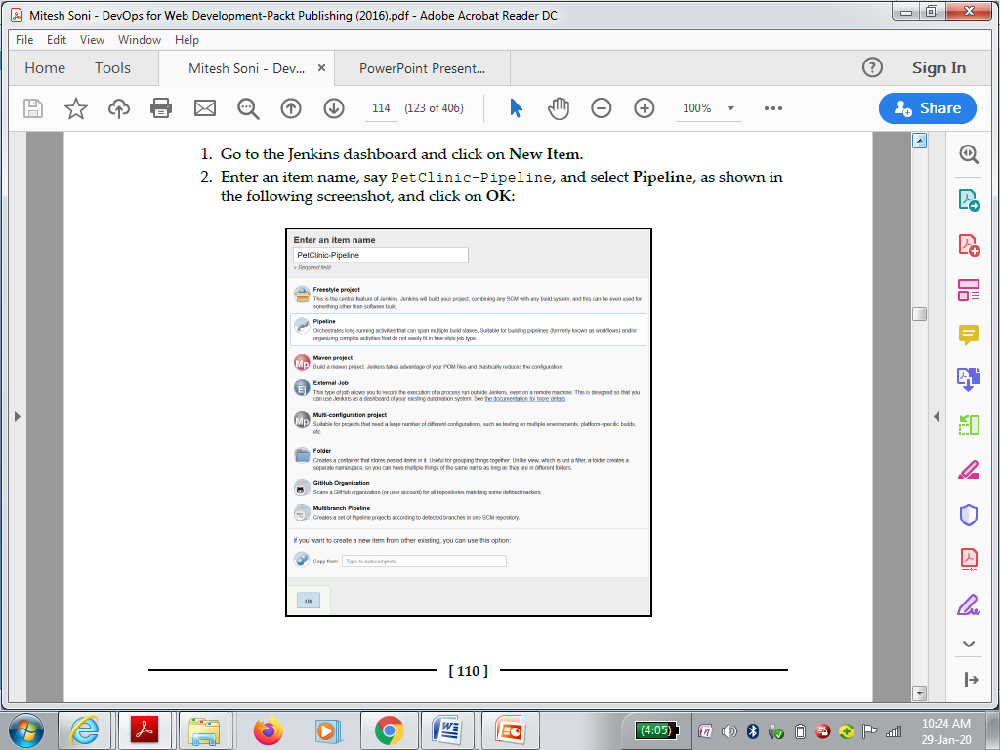 Mitesh Soni - DevOps for Web Development-Packt Publishing (2016).pdf - Adobe Acrobat Reader DC
File Edit View Window Help
Home Tools Mitesh Soni - Dev... × PowerPoint Present... ? Sign In
114 (123 of 406) 100% Share
1. Go to the Jenkins dashboard and click on New Item.
2. Enter an item name, say PetClinic-Pipeline, and select Pipeline, as shown in
the following screenshot, and click on OK:
Enter an item name
PetClinic-Pipeline
» Required field
Freestyle project
This is the central feature of Jenkins. Jenkins will build your project, combining any SCM with any build system, and this can be even used for
something other than software build.
Pipeline
Orchestrates long-running activities that can span multiple build slaves. Suitable for building pipelines (formerly known as workflows) and/or
organizing complex activities that do not easily fit in free-style job type.
Mp Maven project
Build a maven project. Jenkins takes advantage of your POM files and drastically reduces the configuration.
Ej External Job
This type of job allows you to record the execution of a process run outside Jenkins, even on a remote machine. This is designed so that you
can use Jenkins as a dashboard of your existing automation system. See the documentation for more details.
Mp Multi-configuration project
Suitable for projects that need a large number of different configurations, such as testing on multiple environments, platform-specific builds,
etc.
Folder
Creates a container that stores nested items in it. Useful for grouping things together. Unlike view, which is just a filter, a folder creates a
separate namespace, so you can have multiple things of the same name as long as they are in different folders.
GitHub Organization
Scans a GitHub organization (or user account) for all repositories matching some defined markers.
Multibranch Pipeline
Creates a set of Pipeline projects according to detected branches in one SCM repository.
if you want to create a new item from other existing, you can use this option:
Copy from Type to autocomplete
OK
[ 110 ]
(4:05) 10:24 AM
29-Jan-20